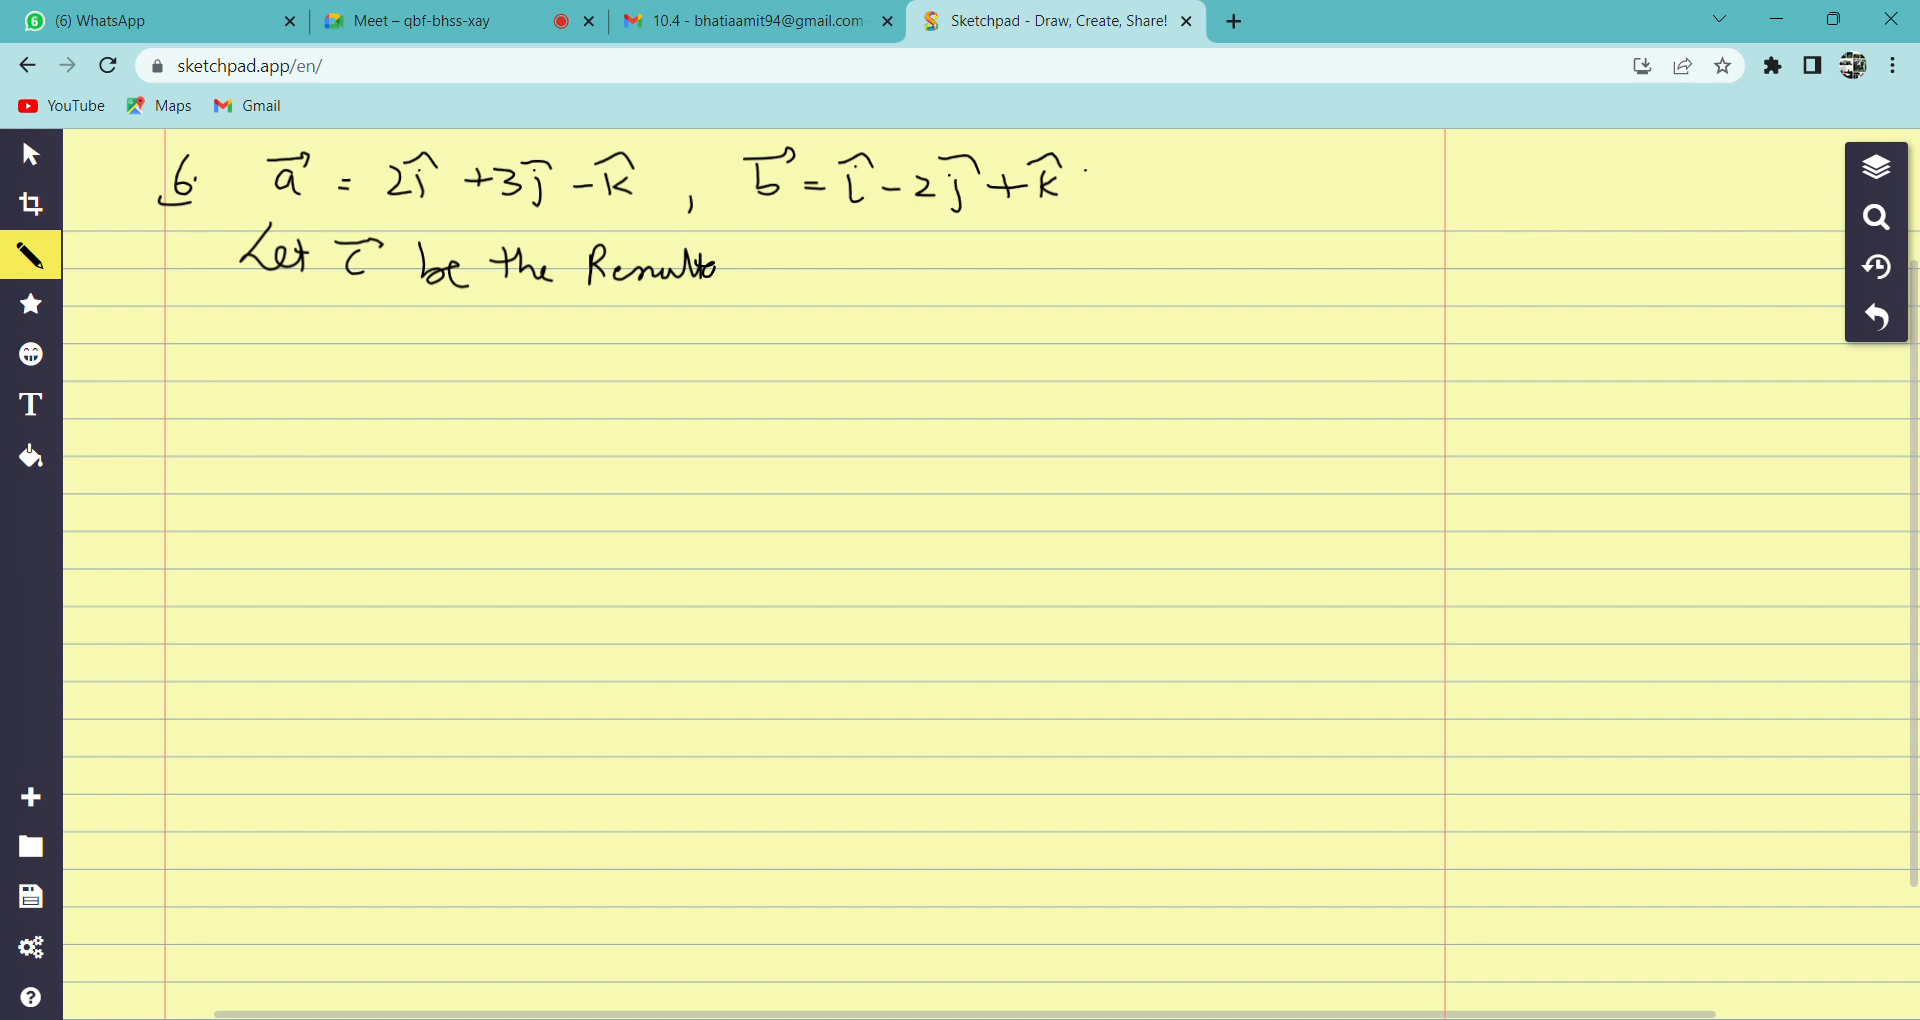 (6) WhatsApp
Meet – qbf-bhss-xay
10.4 - bhatiaamit94@gmail.com
Sketchpad - Draw, Create, Share!
sketchpad.app/en/
YouTube Maps Gmail
6. a⃗ = 2î + 3ĵ − k̂ , b⃗ = î − 2ĵ + k̂
Let c⃗ be the Resulta